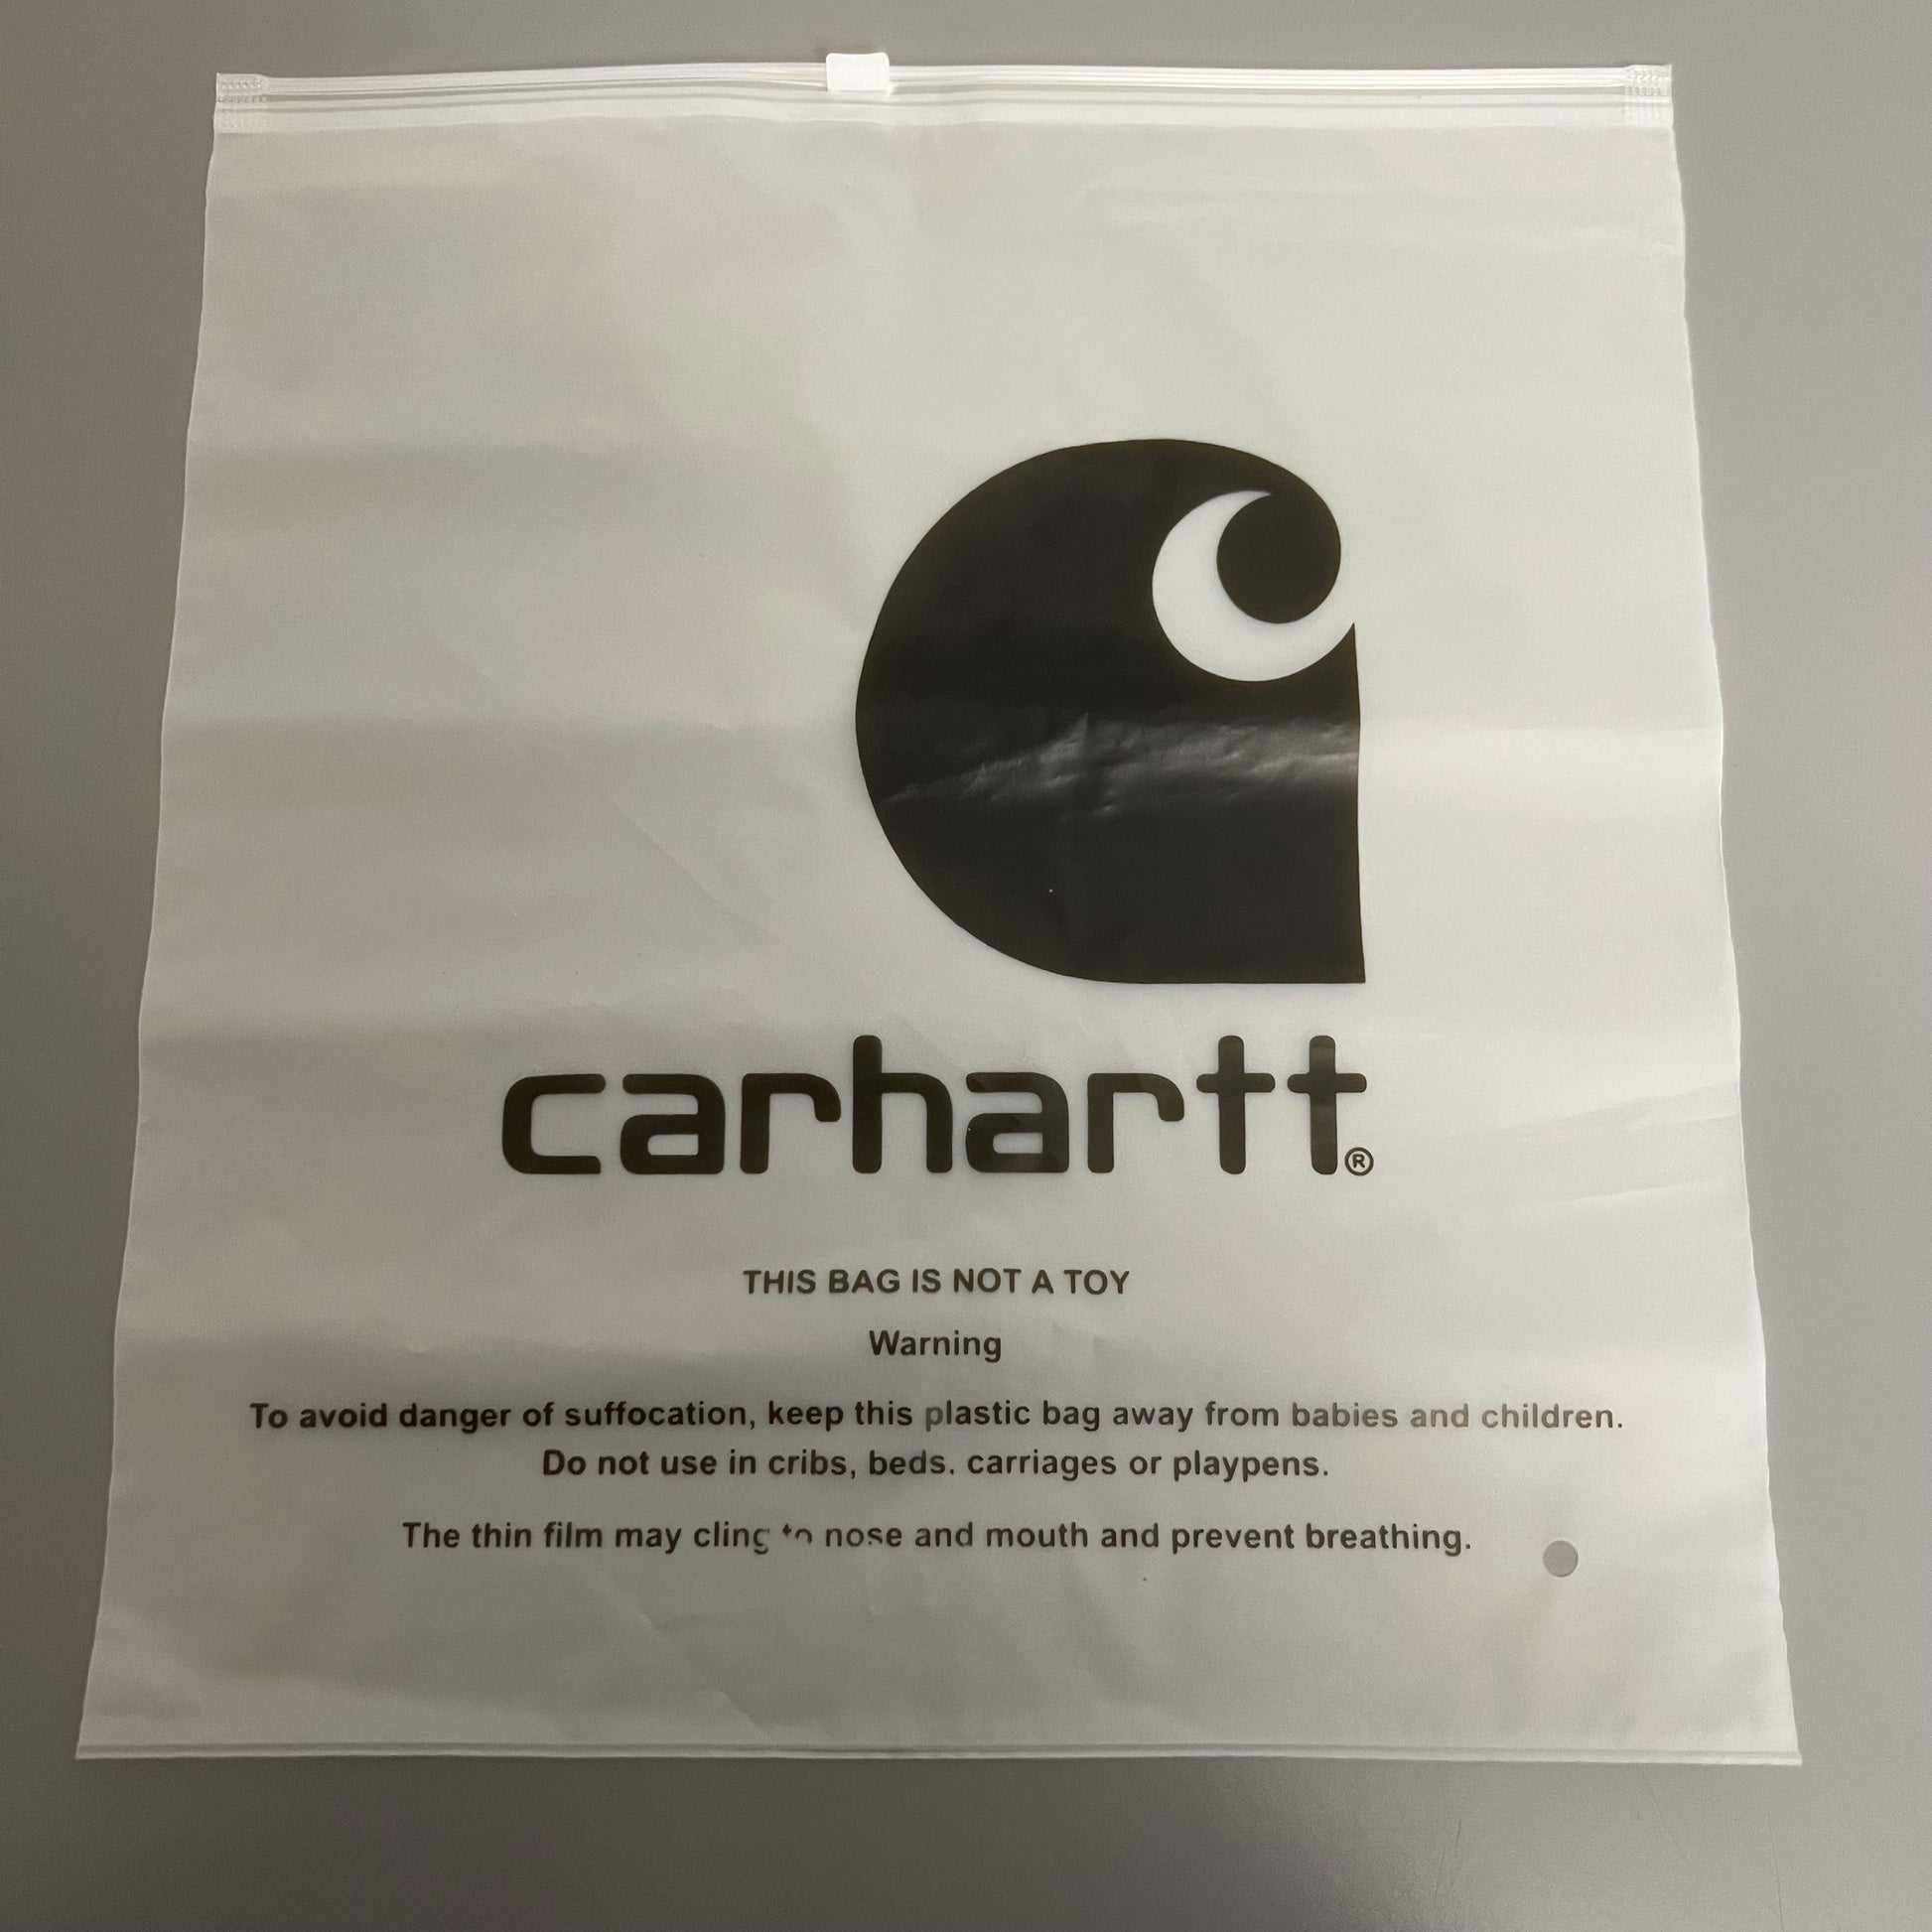 carhartt®
THIS BAG IS NOT A TOY
Warning
To avoid danger of suffocation, keep this plastic bag away from babies and children.
Do not use in cribs, beds. carriages or playpens.
The thin film may cling to nose and mouth and prevent breathing.